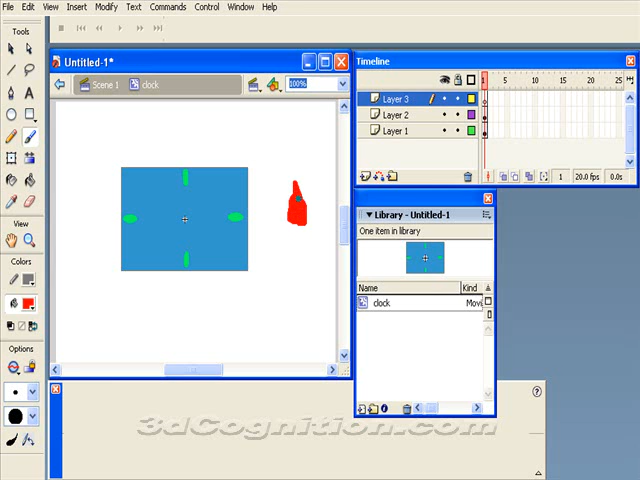 File Edit View Insert Modify Text Commands Control Window Help
Tools
Untitled-1*
Scene 1 clock 100%
Timeline
1 5 10 15 20 25
Layer 3
Layer 2
Layer 1
1 20.0 fps 0.0s
View
Colors
Options
Library - Untitled-1
One item in library
Name Kind
clock Movi
3dCognition.com